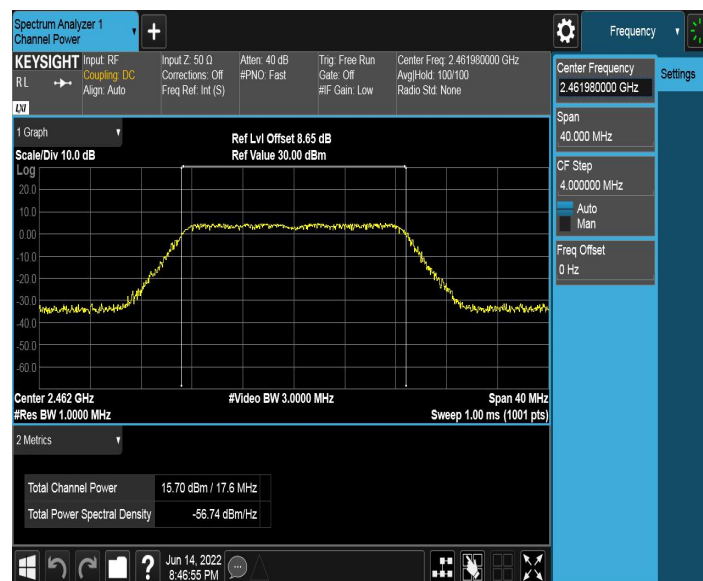 Spectrum Analyzer 1
Channel Power
Frequency
KEYSIGHT
RL
LXI
Input: RF
Coupling: DC
Align: Auto
Input Z: 50 Ω
Corrections: Off
Freq Ref: Int (S)
Atten: 40 dB
#PNO: Fast
Trig: Free Run
Gate: Off
#IF Gain: Low
Center Freq: 2.461980000 GHz
Avg|Hold: 100/100
Radio Std: None
Center Frequency
2.461980000 GHz
Settings
Span
40.000 MHz
CF Step
4.000000 MHz
Auto
Man
Freq Offset
0 Hz
1 Graph
Scale/Div 10.0 dB
Ref Lvl Offset 8.65 dB
Ref Value 30.00 dBm
Log
20.0
10.0
0.00
-10.0
-20.0
-30.0
-40.0
-50.0
-60.0
Center 2.462 GHz
#Res BW 1.0000 MHz
#Video BW 3.0000 MHz
Span 40 MHz
Sweep 1.00 ms (1001 pts)
2 Metrics
Total Channel Power 15.70 dBm / 17.6 MHz
Total Power Spectral Density -56.74 dBm/Hz
?
Jun 14, 2022
8:46:55 PM